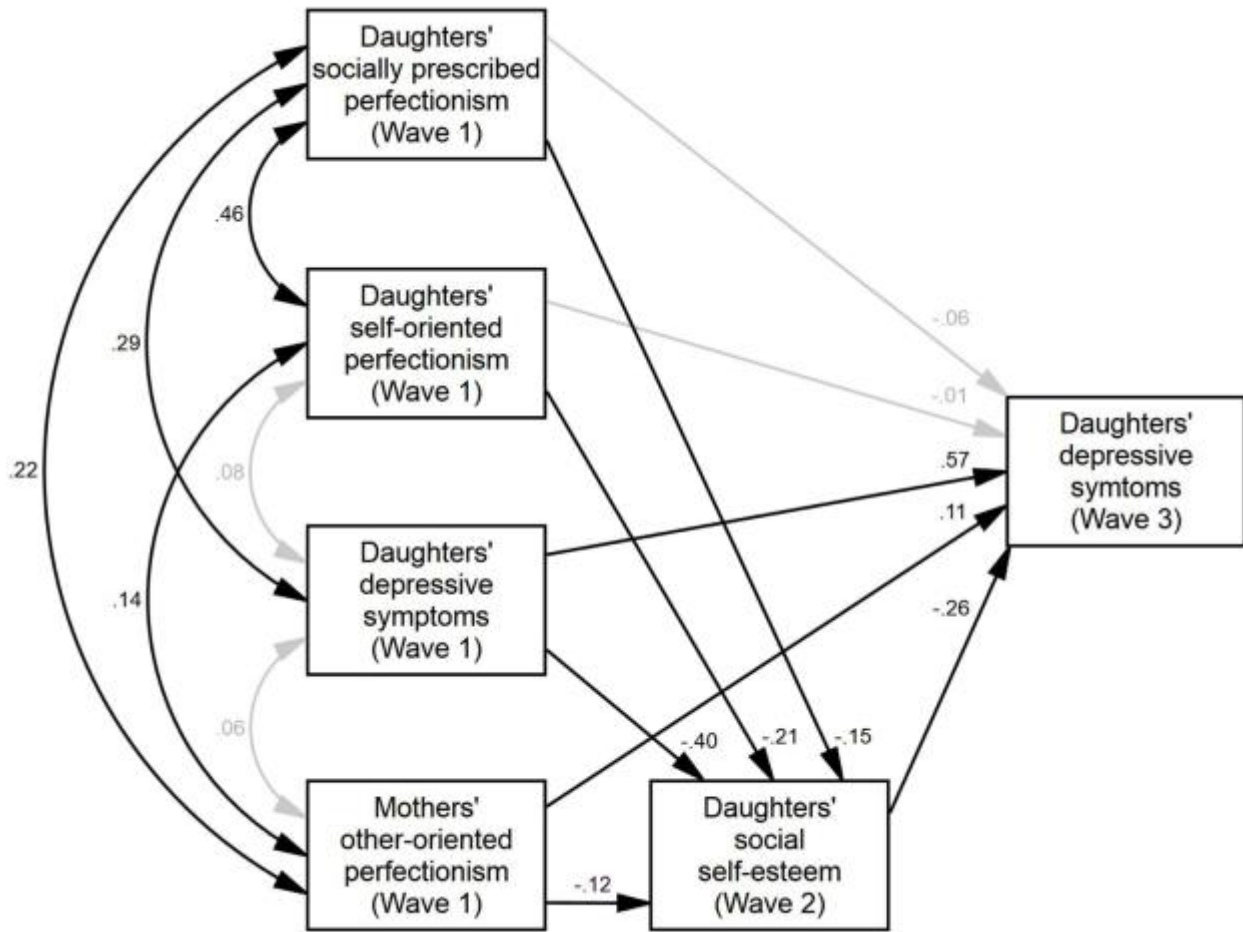 Daughters'
socially prescribed
perfectionism
(Wave 1)
.46
Daughters'
self-oriented
perfectionism
(Wave 1)
.29
.08
.22
Daughters'
depressive
symptoms
(Wave 1)
.14
.06
Mothers'
other-oriented
perfectionism
(Wave 1)
-.06
-.01
.57
.11
-.26
-.40
-.21
-.15
-.12
Daughters'
social
self-esteem
(Wave 2)
Daughters'
depressive
symtoms
(Wave 3)